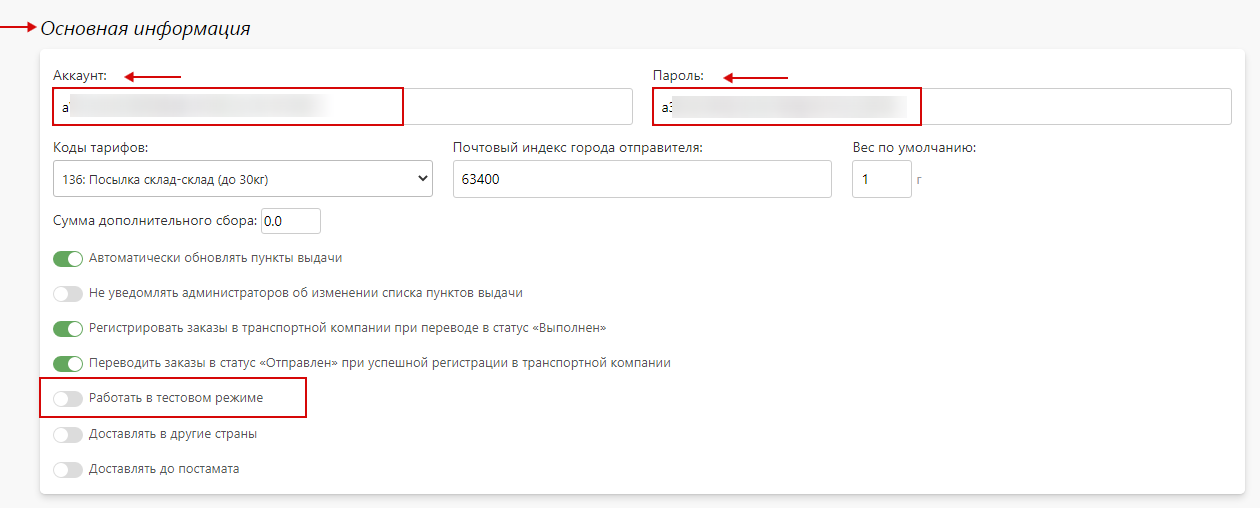 Основная информация
Аккаунт: Пароль:
Коды тарифов: Почтовый индекс города отправителя: Вес по умолчанию:
136: Посылка склад-склад (до 30кг) 63400 1 г
Сумма дополнительного сбора: 0.0
Автоматически обновлять пункты выдачи
Не уведомлять администраторов об изменении списка пунктов выдачи
Регистрировать заказы в транспортной компании при переводе в статус «Выполнен»
Переводить заказы в статус «Отправлен» при успешной регистрации в транспортной компании
Работать в тестовом режиме
Доставлять в другие страны
Доставлять до постамата